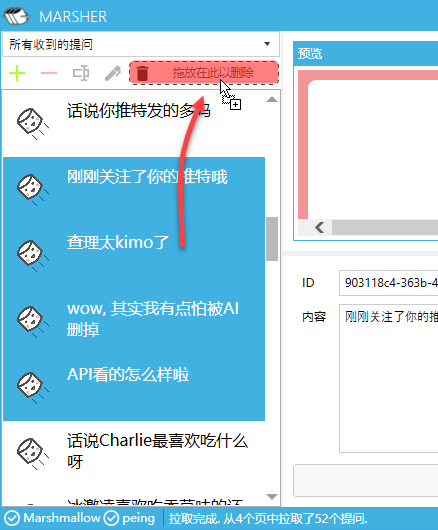 MARSHER
所有收到的提问
拖放在此以删除
话说你推特发的多吗
刚刚关注了你的推特哦
查理太kimo了
wow, 其实我有点怕被AI
删掉
API看的怎么样啦
话说Charlie最喜欢吃什么
呀
预览
ID
903118c4-363b-4
内容
刚刚关注了你的推
Marshmallow
peing
拉取完成. 从4个页中拉取了52个提问.